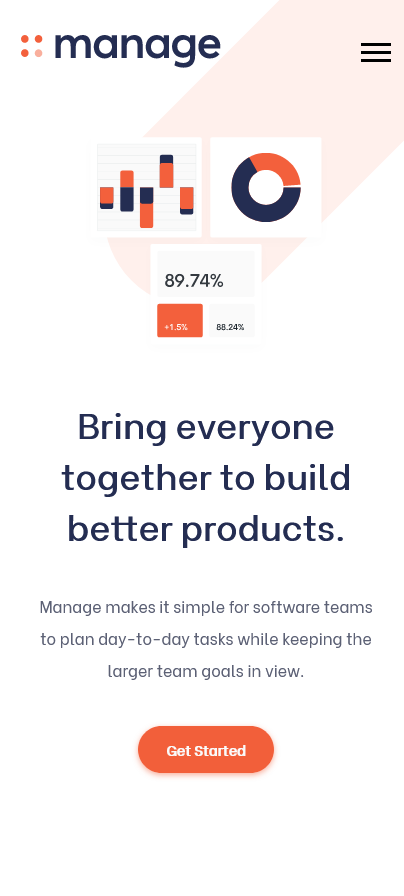 manage
89.74%
+1.5%
88.24%
Bring everyone
together to build
better products.
Manage makes it simple for software teams
to plan day-to-day tasks while keeping the
larger team goals in view.
Get Started